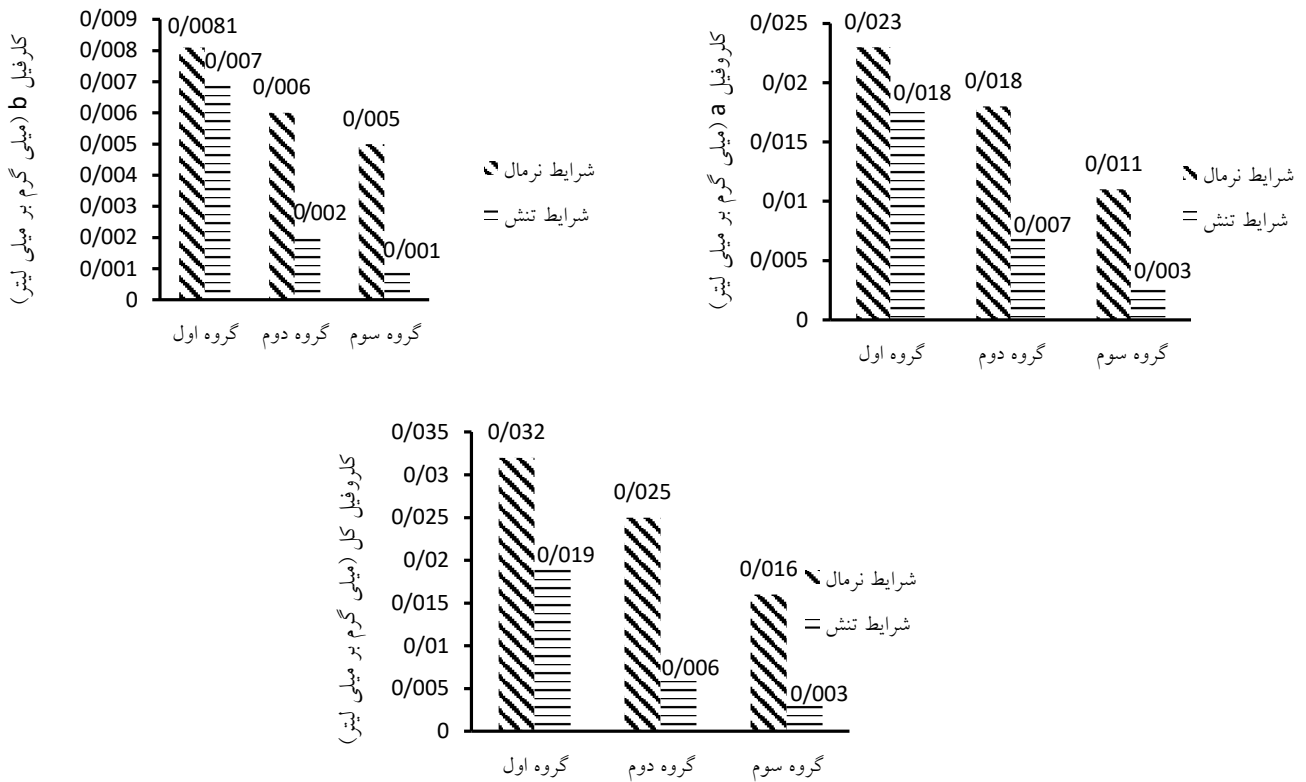 کلرفیل b (میلی گرم بر میلی لیتر)
0/009
0/008
0/007
0/006
0/005
0/004
0/003
0/002
0/001
0
0/0081
0/007
0/006
0/002
0/005
0/001
گروه اول
گروه دوم
گروه سوم
شرایط نرمال
شرایط تنش
کلروفیل a (میلی گرم بر میلی لیتر)
0/025
0/02
0/015
0/01
0/005
0
0/023
0/018
0/018
0/007
0/011
0/003
گروه اول
گروه دوم
گروه سوم
شرایط نرمال
شرایط تنش
کلروفیل کل (میلی گرم بر میلی لیتر)
0/035
0/03
0/025
0/02
0/015
0/01
0/005
0
0/032
0/019
0/025
0/006
0/016
0/003
گروه اول
گروه دوم
گروه سوم
شرایط نرمال
شرایط تنش